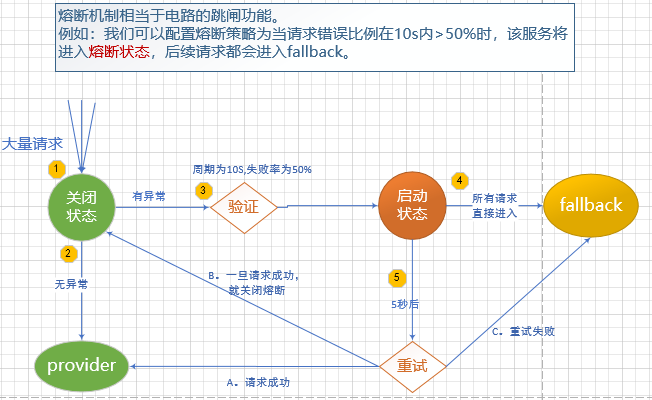 熔断机制相当于电路的跳闸功能。
例如：我们可以配置熔断策略为当请求错误比例在10s内>50%时，该服务将
进入熔断状态，后续请求都会进入fallback。
大量请求
1
周期为10S,失败率为50%
关闭
状态
有异常
3
验证
启动
状态
4
所有请求
直接进入
fallback
2
无异常
B。一旦请求成功，
就关闭熔断
5
5秒后
C。重试失败
provider
A。请求成功
重试